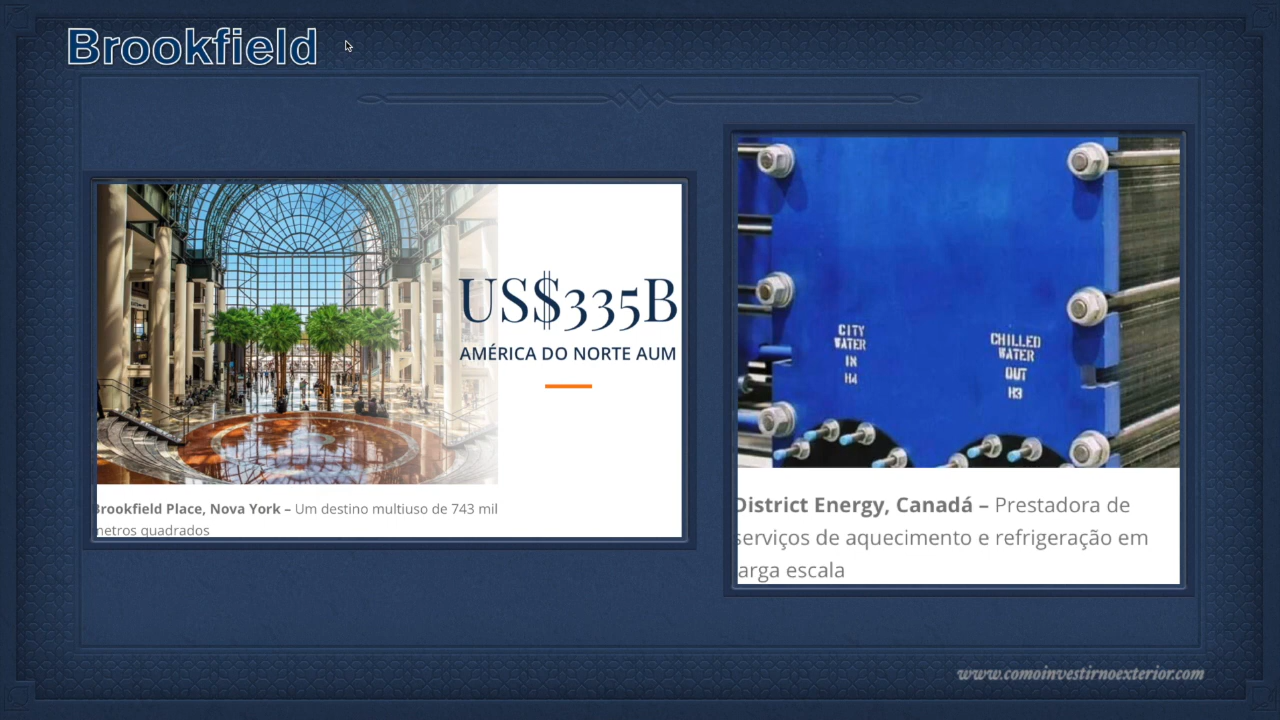 Brookfield
US$335B
AMÉRICA DO NORTE AUM
Brookfield Place, Nova York – Um destino multiuso de 743 mil
metros quadrados
CITY
WATER
IN
H4
CHILLED
WATER
OUT
H3
District Energy, Canadá – Prestadora de
serviços de aquecimento e refrigeração em
larga escala
www.comoinvestirnoexterior.com